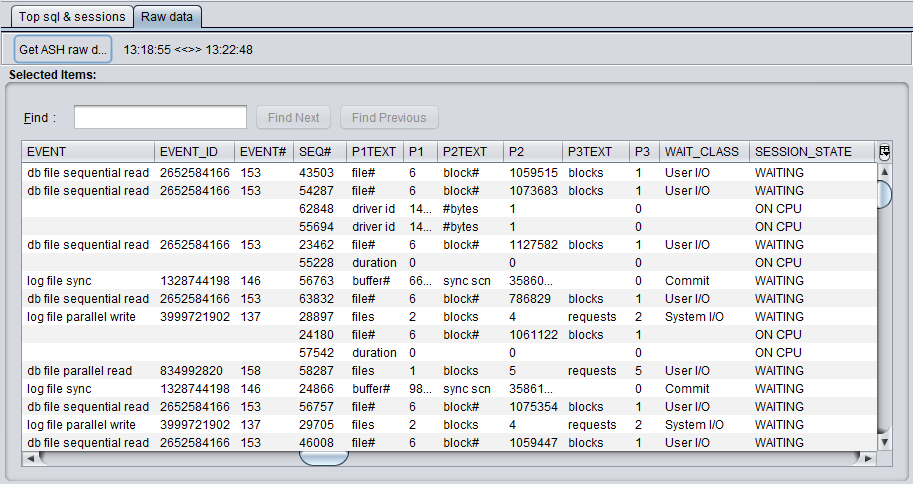 Top sql & sessions Raw data
Get ASH raw d... 13:18:55 <<>> 13:22:48
Selected Items:
Find : Find Next Find Previous
EVENT EVENT_ID EVENT# SEQ# P1TEXT P1 P2TEXT P2 P3TEXT P3 WAIT_CLASS SESSION_STATE
db file sequential read 2652584166 153 43503 file# 6 block# 1059515 blocks 1 User I/O WAITING
db file sequential read 2652584166 153 54287 file# 6 block# 1073683 blocks 1 User I/O WAITING
62848 driver id 14... #bytes 1 0 ON CPU
55694 driver id 14... #bytes 1 0 ON CPU
db file sequential read 2652584166 153 23462 file# 6 block# 1127582 blocks 1 User I/O WAITING
55228 duration 0 0 0 ON CPU
log file sync 1328744198 146 56763 buffer# 66... sync scn 35860... 0 Commit WAITING
db file sequential read 2652584166 153 63832 file# 6 block# 786829 blocks 1 User I/O WAITING
log file parallel write 3999721902 137 28897 files 2 blocks 4 requests 2 System I/O WAITING
24180 file# 6 block# 1061122 blocks 1 ON CPU
57542 duration 0 0 0 ON CPU
db file parallel read 834992820 158 58287 files 1 blocks 5 requests 5 User I/O WAITING
log file sync 1328744198 146 24866 buffer# 98... sync scn 35861... 0 Commit WAITING
db file sequential read 2652584166 153 56757 file# 6 block# 1075354 blocks 1 User I/O WAITING
log file parallel write 3999721902 137 29705 files 2 blocks 4 requests 2 System I/O WAITING
db file sequential read 2652584166 153 46008 file# 6 block# 1059447 blocks 1 User I/O WAITING